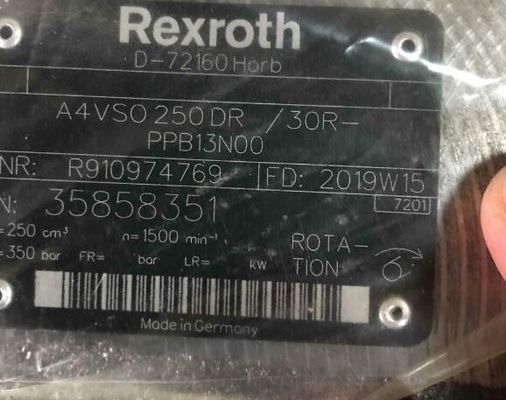 Rexroth
D-72160 Horb
A4VSO 250 DR /30R-
PPB13N00
NR: R910974769 FD: 2019W15
N: 35858351 7201
=250 cm³ n=1500 min⁻¹ ROTA-
=350 bar FR= bar LR= kW TION
Made in Germany